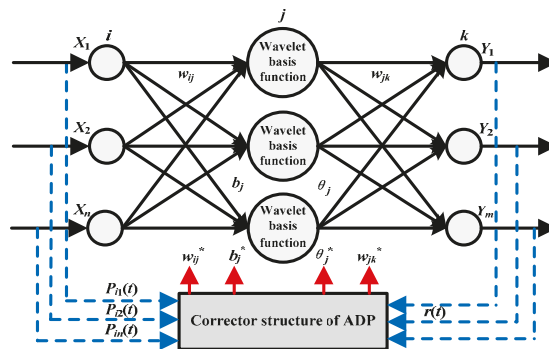 i
j
k
X1
Wavelet
basis
function
Y1
wij
wjk
X2
Wavelet
basis
function
Y2
bj
θj
Xn
Wavelet
basis
function
Ym
wij*
bj*
θj*
wjk*
Pi1(t)
Pi2(t)
Pin(t)
Corrector structure of ADP
r(t)